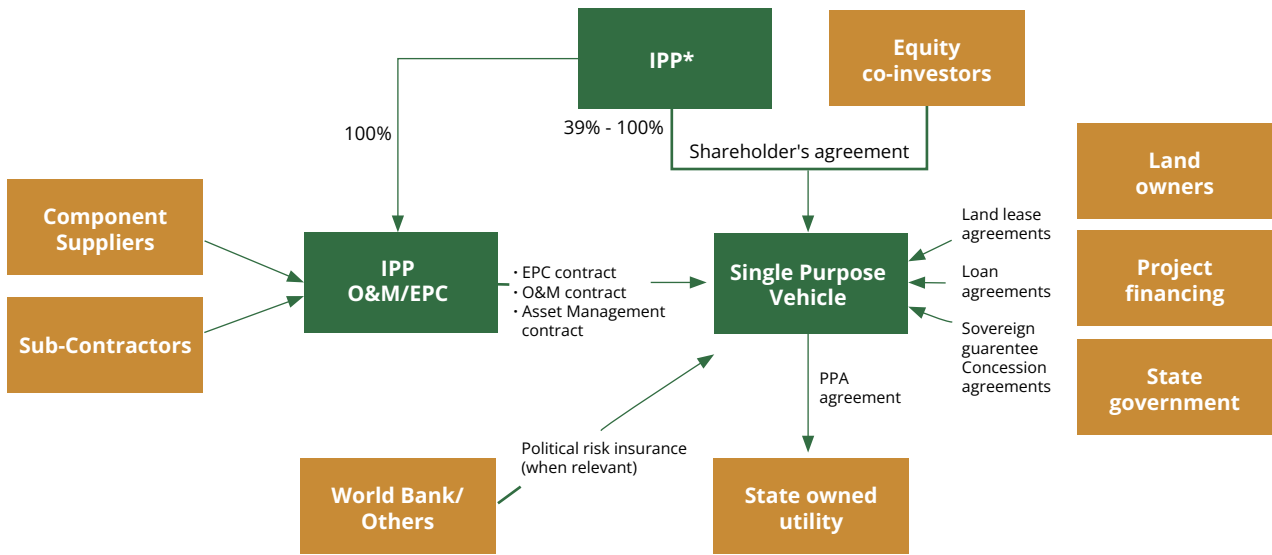 IPP*
Equity
co-investors
100%
39% - 100%
Shareholder's agreement
Land
owners
Component
Suppliers
Land lease
agreements
IPP
O&M/EPC
· EPC contract
· O&M contract
· Asset Management
contract
Single Purpose
Vehicle
Loan
agreements
Project
financing
Sub-Contractors
Sovereign
guarentee
Concession
agreements
State
government
PPA
agreement
Political risk insurance
(when relevant)
World Bank/
Others
State owned
utility